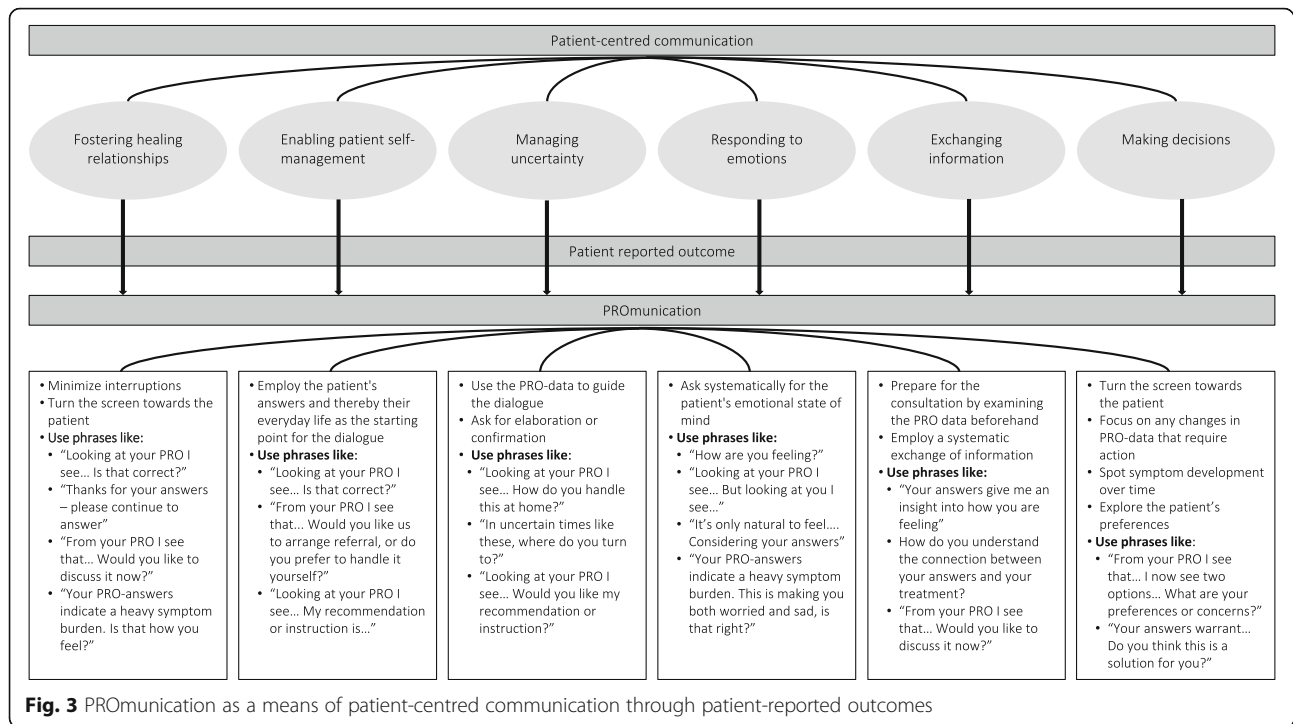 Patient-centred communication
Fostering healing
relationships
Enabling patient self-
management
Managing
uncertainty
Responding to
emotions
Exchanging
information
Making decisions
Patient reported outcome
PROmunication
• Minimize interruptions
• Turn the screen towards the
patient
• Use phrases like:
• “Looking at your PRO I
see... Is that correct?”
• “Thanks for your answers
– please continue to
answer”
• “From your PRO I see
that... Would you like to
discuss it now?”
• “Your PRO-answers
indicate a heavy symptom
burden. Is that how you
feel?”
• Employ the patient's
answers and thereby their
everyday life as the starting
point for the dialogue
• Use phrases like:
• “Looking at your PRO I
see... Is that correct?”
• “From your PRO I see
that... Would you like us
to arrange referral, or do
you prefer to handle it
yourself?”
• “Looking at your PRO I
see... My recommendation
or instruction is...”
• Use the PRO-data to guide
the dialogue
• Ask for elaboration or
confirmation
• Use phrases like:
• “Looking at your PRO I
see... How do you handle
this at home?”
• “In uncertain times like
these, where do you turn
to?”
• “Looking at your PRO I
see... Would you like my
recommendation or
instruction?”
• Ask systematically for the
patient's emotional state of
mind
• Use phrases like:
• “How are you feeling?”
• “Looking at your PRO I
see... But looking at you I
see...”
• “It’s only natural to feel....
Considering your answers”
• “Your PRO-answers
indicate a heavy symptom
burden. This is making you
both worried and sad, is
that right?”
• Prepare for the
consultation by examining
the PRO data beforehand
• Employ a systematic
exchange of information
• Use phrases like:
• “Your answers give me an
insight into how you are
feeling”
• How do you understand
the connection between
your answers and your
treatment?
• “From your PRO I see
that... Would you like to
discuss it now?”
• Turn the screen towards
the patient
• Focus on any changes in
PRO-data that require
action
• Spot symptom development
over time
• Explore the patient’s
preferences
• Use phrases like:
• “From your PRO I see
that... I now see two
options... What are your
preferences or concerns?”
• “Your answers warrant...
Do you think this is a
solution for you?”
Fig. 3 PROmunication as a means of patient-centred communication through patient-reported outcomes